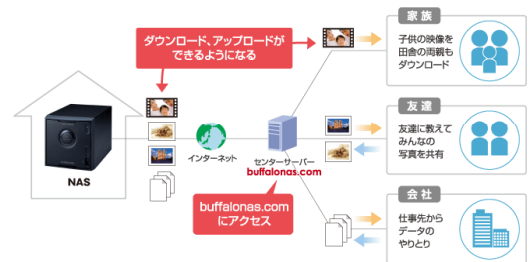 ダウンロード、アップロードが
できるようになる
NAS
インターネット
センターサーバー
buffalonas.com
buffalonas.com
にアクセス
家族
子供の映像を
田舎の両親も
ダウンロード
友達
友達に教えて
みんなの
写真を共有
会社
仕事先から
データの
やりとり